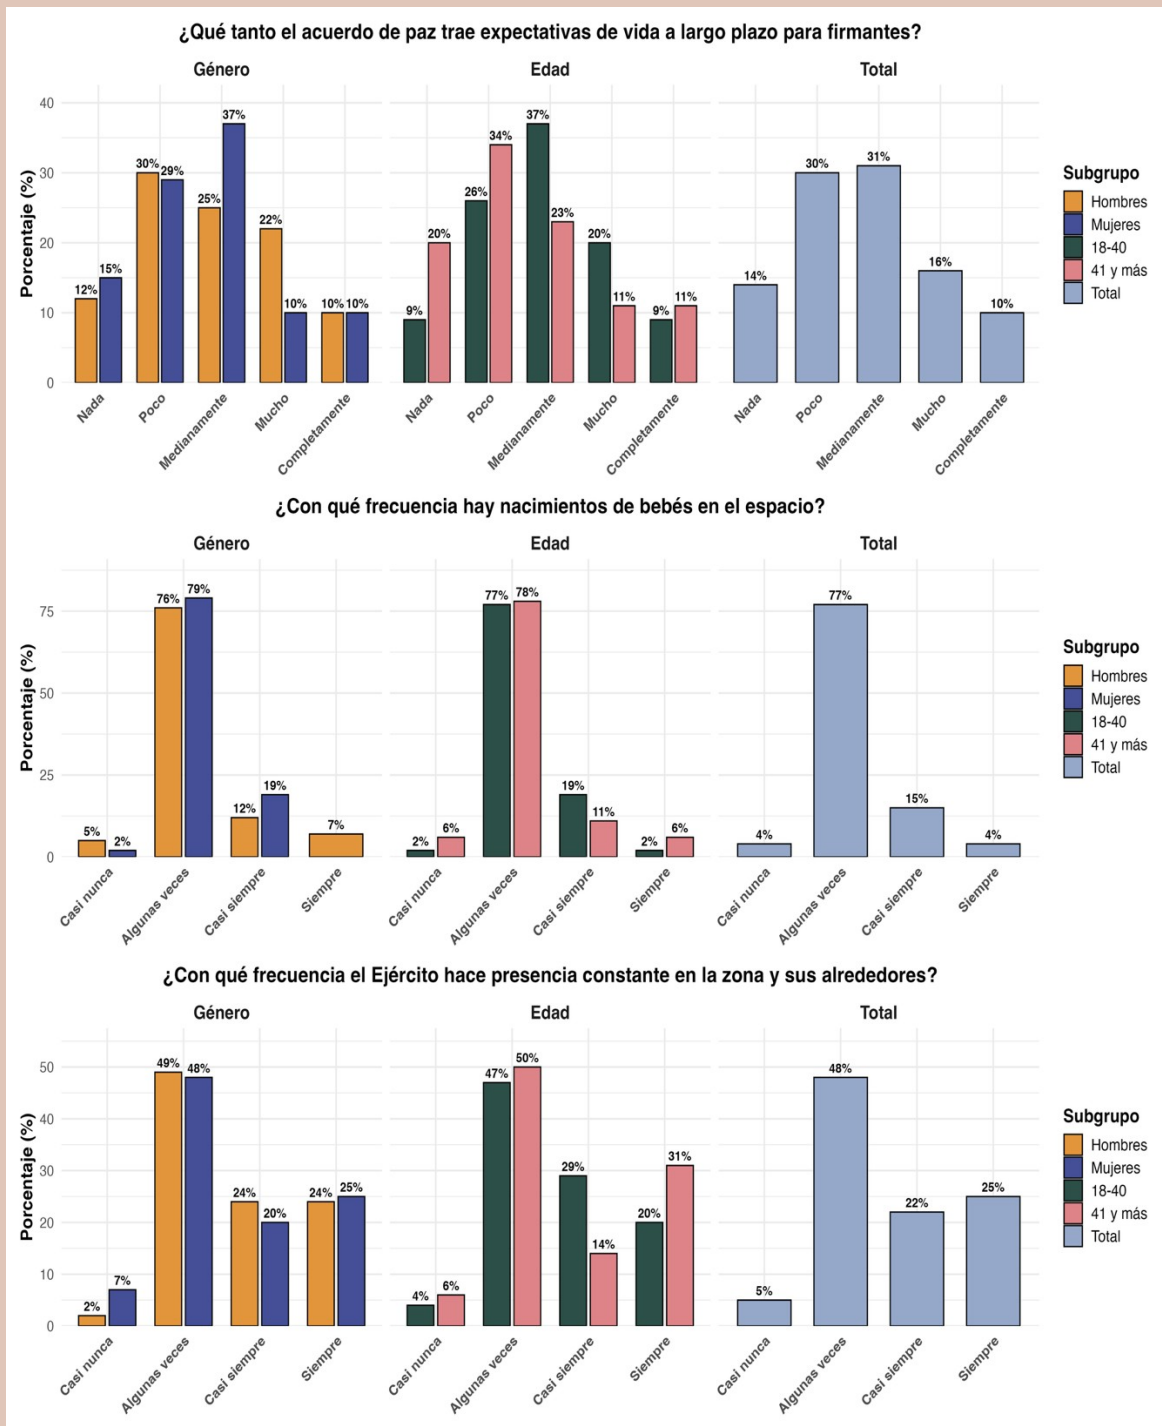 ¿Qué tanto el acuerdo de paz trae expectativas de vida a largo plazo para firmantes?
Género Edad Total
Porcentaje (%)
40
30
20
10
0
12% 15% 30% 29% 25% 37% 22% 10% 10% 10%
9% 20% 26% 34% 37% 23% 20% 11% 9% 11%
14% 30% 31% 16% 10%
Nada Poco Medianamente Mucho Completamente
Nada Poco Medianamente Mucho Completamente
Nada Poco Medianamente Mucho Completamente
Subgrupo
Hombres
Mujeres
18-40
41 y más
Total
¿Con qué frecuencia hay nacimientos de bebés en el espacio?
Género Edad Total
Porcentaje (%)
75
50
25
0
5% 2% 76% 79% 12% 19% 7%
2% 6% 77% 78% 19% 11% 2% 6%
4% 77% 15% 4%
Casi nunca Algunas veces Casi siempre Siempre
Casi nunca Algunas veces Casi siempre Siempre
Casi nunca Algunas veces Casi siempre Siempre
Subgrupo
Hombres
Mujeres
18-40
41 y más
Total
¿Con qué frecuencia el Ejército hace presencia constante en la zona y sus alrededores?
Género Edad Total
Porcentaje (%)
50
40
30
20
10
0
2% 7% 49% 48% 24% 20% 24% 25%
4% 6% 47% 50% 29% 14% 20% 31%
5% 48% 22% 25%
Casi nunca Algunas veces Casi siempre Siempre
Casi nunca Algunas veces Casi siempre Siempre
Casi nunca Algunas veces Casi siempre Siempre
Subgrupo
Hombres
Mujeres
18-40
41 y más
Total